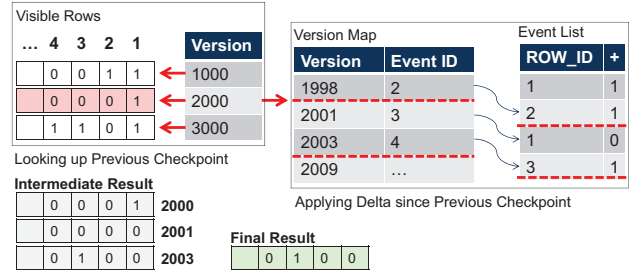 Visible Rows
… 4 3 2 1 Version
0 0 1 1 1000
0 0 0 1 2000
1 1 0 1 3000
Looking up Previous Checkpoint
Version Map
Version Event ID
1998 2
2001 3
2003 4
2009 …
Event List
ROW_ID +
1 1
2 1
1 0
3 1
Applying Delta since Previous Checkpoint
Intermediate Result
0 0 0 1 2000
0 0 0 0 2001
0 1 0 0 2003
Final Result
0 1 0 0